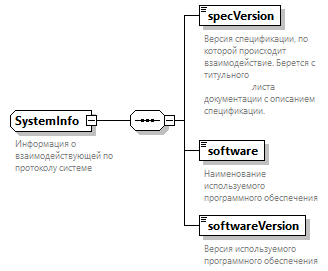 specVersion
Версия спецификации, по
которой происходит
взаимодействие. Берется с
титульного
листа
документации с описанием
спецификации.
SystemInfo
Информация о
взаимодействующей по
протоколу системе
software
Наименование
используемого
программного обеспечения
softwareVersion
Версия используемого
программного обеспечения